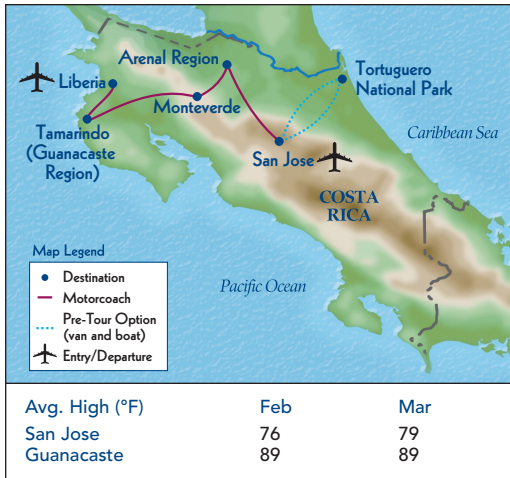 Arenal Region
Liberia
Tortuguero
National Park
Monteverde
Tamarindo
(Guanacaste
Region)
Caribbean Sea
San Jose
COSTA
RICA
Pacific Ocean
Map Legend
Destination
Motorcoach
Pre-Tour Option
(van and boat)
Entry/Departure
Avg. High (°F) Feb Mar
San Jose 76 79
Guanacaste 89 89